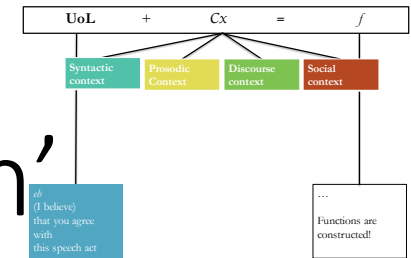 UoL + Cx = f
Syntactic Prosodic Discourse Social
context Context context context
n’
eh
(I believe)
that you agree
with
this speech act
…
Functions are
constructed!